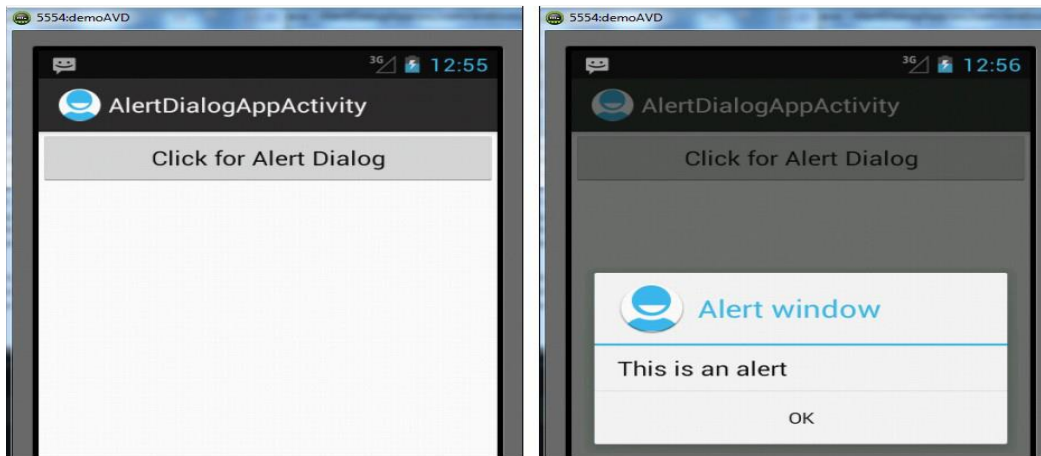 5554:demoAVD
3G 12:55
AlertDialogAppActivity
Click for Alert Dialog
5554:demoAVD
3G 12:56
AlertDialogAppActivity
Click for Alert Dialog
Alert window
This is an alert
OK